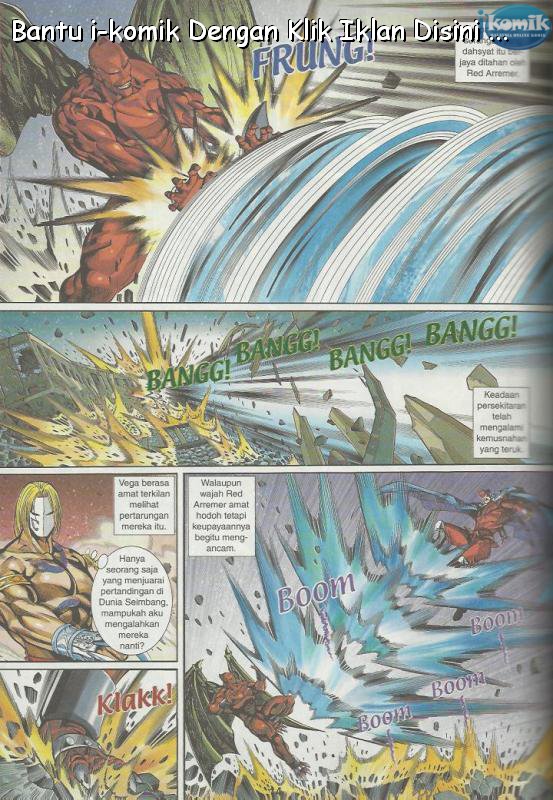 Bantu i-komik Dengan Klik Iklan Disini ...
i komik
FRUNG!
dahsyat itu ber-
jaya ditahan oleh
Red Arremer.
BANGG!
BANGG!
BANGG!
BANGG!
Keadaan
persekitaran
telah
mengalami
kemusnahan
yang teruk.
Vega berasa
amat terkilan
melihat
pertarungan
mereka itu.
Hanya
seorang saja
yang menjuarai
pertandingan di
Dunia Seimbang,
mampukah aku
mengalahkan
mereka
nanti?
Klakk!
Walaupun
wajah Red
Arremer amat
hodoh tetapi
keupayaannya
begitu meng-
ancam.
BOOM
BOOM
BOOM
BOOM